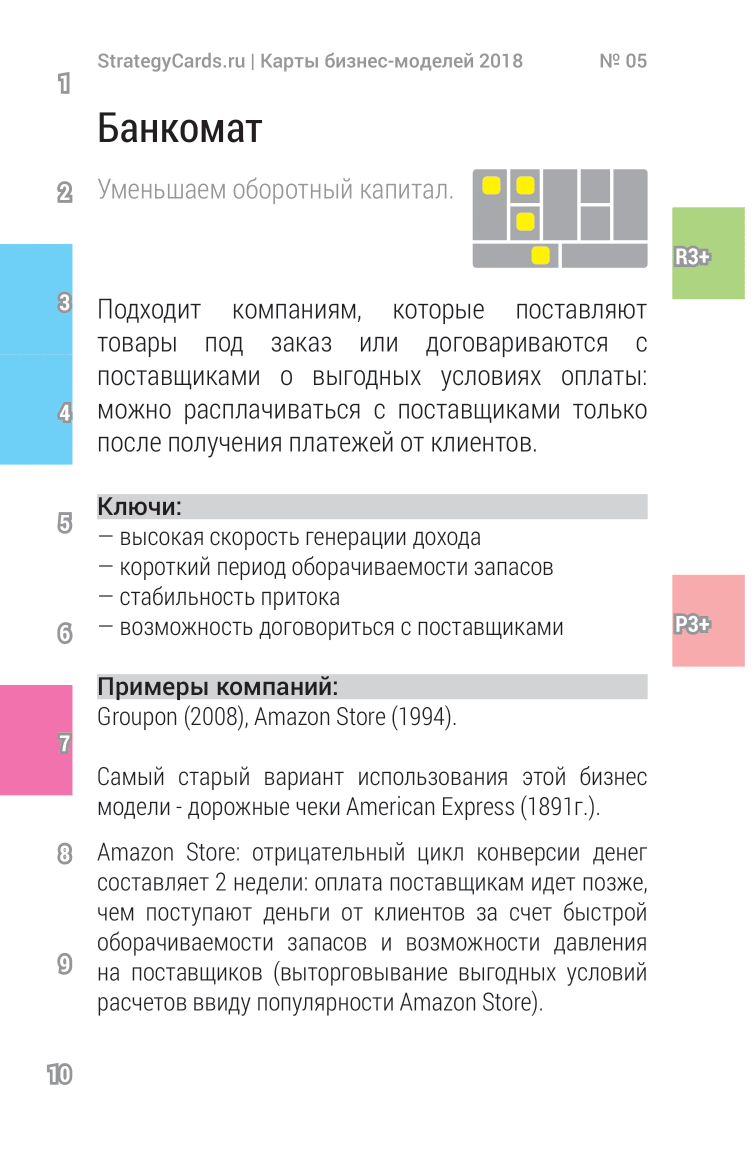 StrategyCards.ru | Карты бизнес-моделей 2018 № 05
1
Банкомат
2
Уменьшаем оборотный капитал.
R3+
3
Подходит компаниям, которые поставляют
товары под заказ или договариваются с
поставщиками о выгодных условиях оплаты:
4
можно расплачиваться с поставщиками только
после получения платежей от клиентов.
Ключи:
5
— высокая скорость генерации дохода
— короткий период оборачиваемости запасов
— стабильность притока
P3+
6
— возможность договориться с поставщиками
Примеры компаний:
Groupon (2008), Amazon Store (1994).
7
Самый старый вариант использования этой бизнес
модели - дорожные чеки American Express (1891г.).
8
Amazon Store: отрицательный цикл конверсии денег
составляет 2 недели: оплата поставщикам идет позже,
чем поступают деньги от клиентов за счет быстрой
оборачиваемости запасов и возможности давления
9
на поставщиков (выторговывание выгодных условий
расчетов ввиду популярности Amazon Store).
10